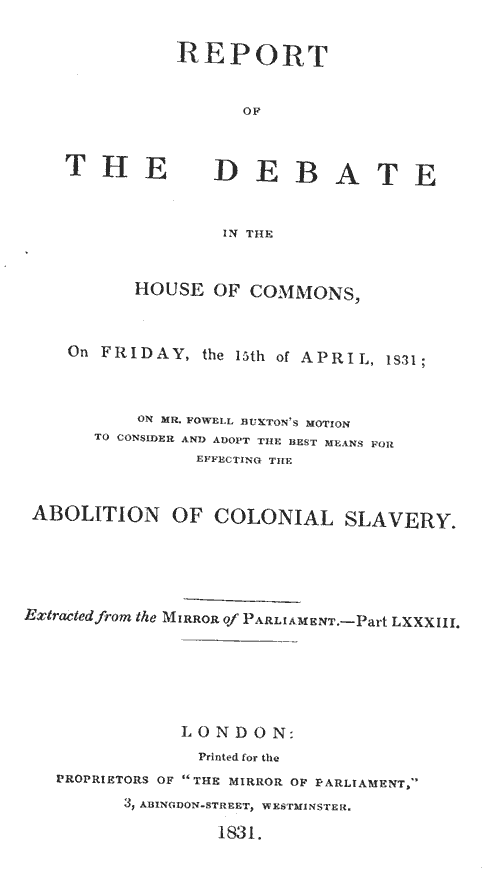 REPORT
OF
THE DEBATE
IN THE
HOUSE OF COMMONS,
On FRIDAY, the 15th of APRIL, 1831;
ON MR. FOWELL BUXTON'S MOTION
TO CONSIDER AND ADOPT THE BEST MEANS FOR
EFFECTING THE
ABOLITION OF COLONIAL SLAVERY.
Extracted from the MIRROR of PARLIAMENT.—Part LXXXIII.
LONDON:
Printed for the
PROPRIETORS OF "THE MIRROR OF PARLIAMENT,"
3, ABINGDON-STREET, WESTMINSTER.
1831.